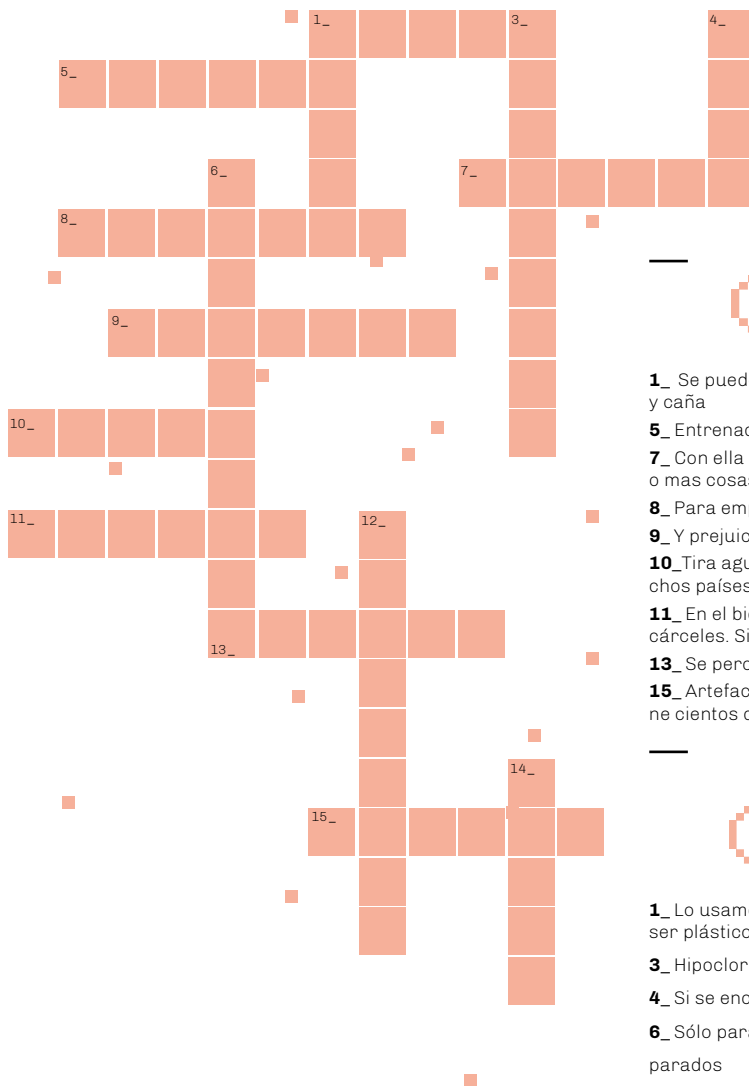 1_
3_
4_
5_
6_
7_
8_
9_
10_
11_
12_
13_
14_
15_
1_ Se pued
y caña
5_ Entrenad
7_ Con ella
o mas cosas
8_ Para emp
9_ Y prejuic
10_Tira agu
chos países
11_ En el bi
cárceles. Si
13_ Se perc
15_ Artefac
ne cientos d
1_ Lo usam
ser plástico
3_ Hipoclor
4_ Si se enc
6_ Sólo para
parados